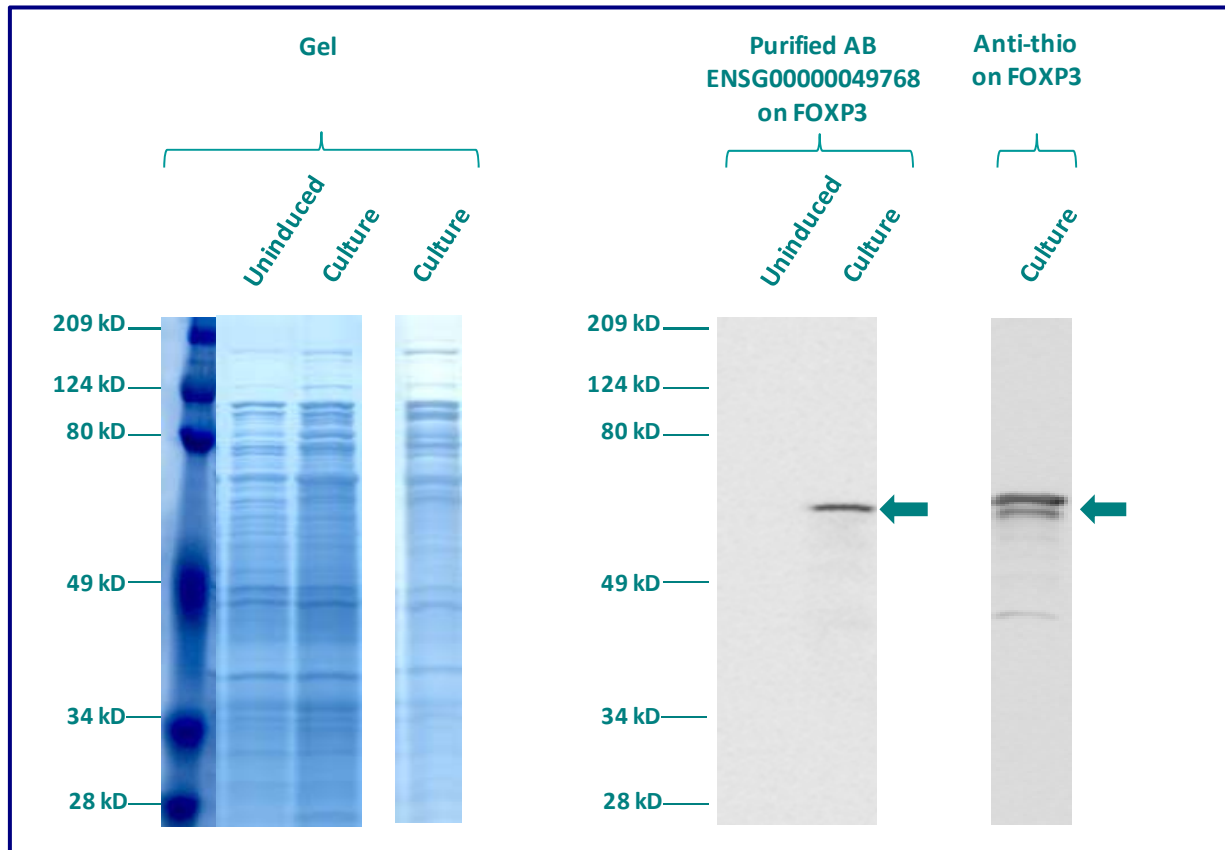 Gel
Purified AB
ENSG00000049768
on FOXP3
Anti-thio
on FOXP3
Uninduced
Culture
Culture
Uninduced
Culture
Culture
209 kD
124 kD
80 kD
49 kD
34 kD
28 kD
209 kD
124 kD
80 kD
49 kD
34 kD
28 kD